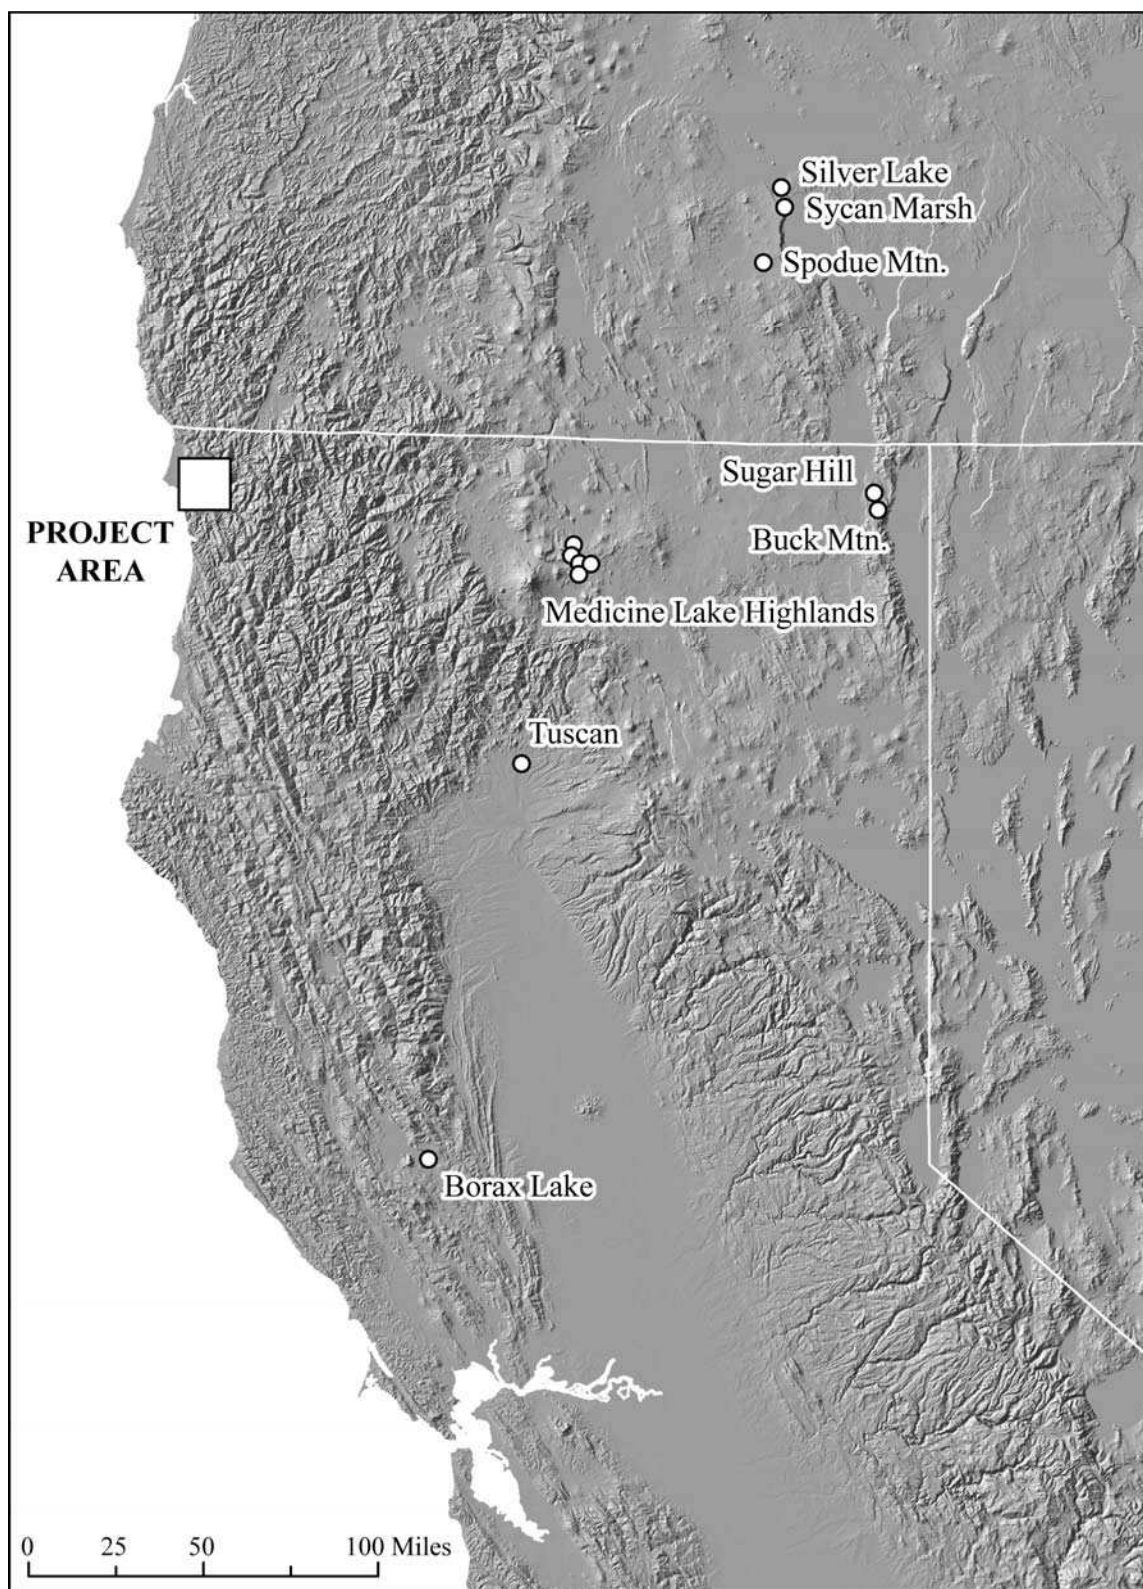 Silver Lake
Sycan Marsh
Spodue Mtn.
Sugar Hill
PROJECT
AREA
Buck Mtn.
Medicine Lake Highlands
Tuscan
Borax Lake
0 25 50 100 Miles